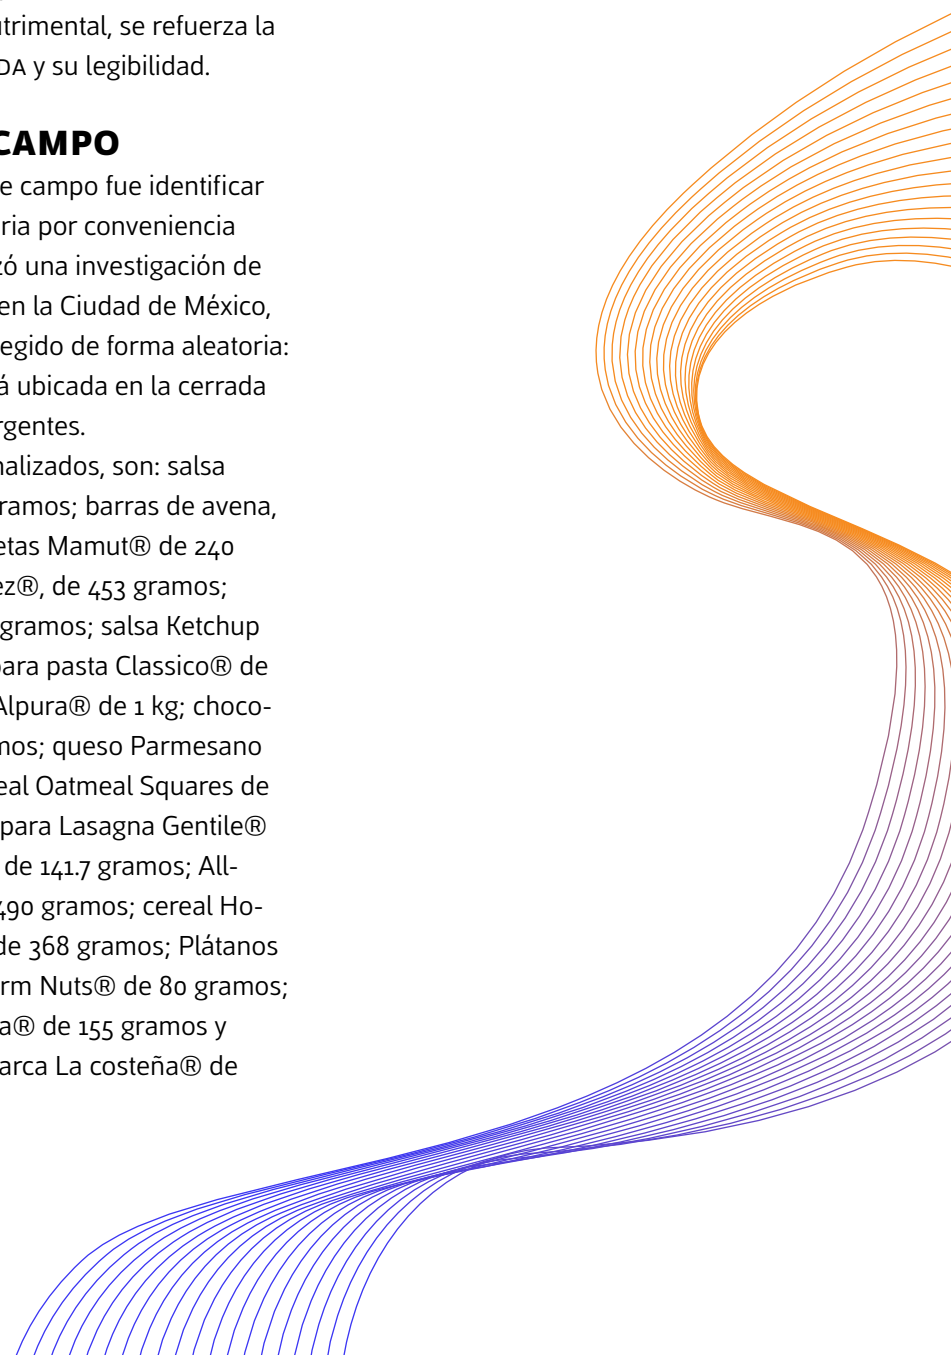 utrimental, se refuerza la
DA y su legibilidad.
CAMPO
e campo fue identificar
ria por conveniencia
zó una investigación de
en la Ciudad de México,
legido de forma aleatoria:
á ubicada en la cerrada
rgentes.
nalizados, son: salsa
ramos; barras de avena,
etas Mamut® de 240
ez®, de 453 gramos;
gramos; salsa Ketchup
para pasta Classico® de
Alpura® de 1 kg; choco-
mos; queso Parmesano
eal Oatmeal Squares de
para Lasagna Gentile®
de 141.7 gramos; All-
490 gramos; cereal Ho-
de 368 gramos; Plátanos
rm Nuts® de 80 gramos;
a® de 155 gramos y
arca La costeña® de